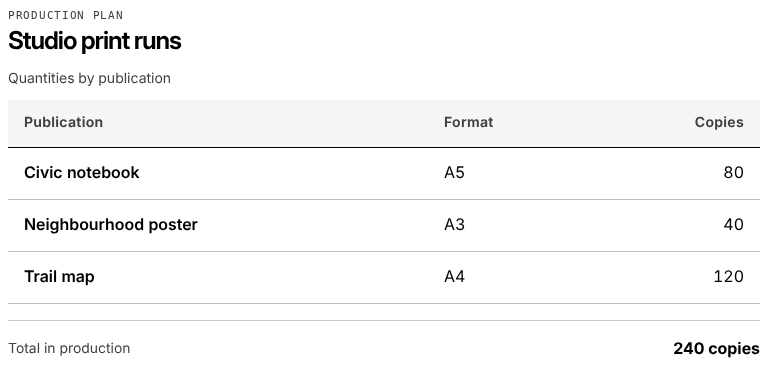 PRODUCTION PLAN
Studio print runs
Quantities by publication
Publication Format Copies
Civic notebook A5 80
Neighbourhood poster A3 40
Trail map A4 120
Total in production 240 copies